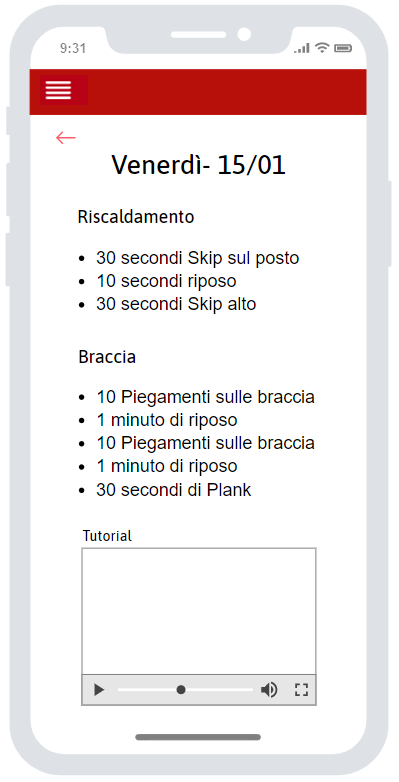 9:31
Venerdì- 15/01
Riscaldamento
• 30 secondi Skip sul posto
• 10 secondi riposo
• 30 secondi Skip alto
Braccia
• 10 Piegamenti sulle braccia
• 1 minuto di riposo
• 10 Piegamenti sulle braccia
• 1 minuto di riposo
• 30 secondi di Plank
Tutorial